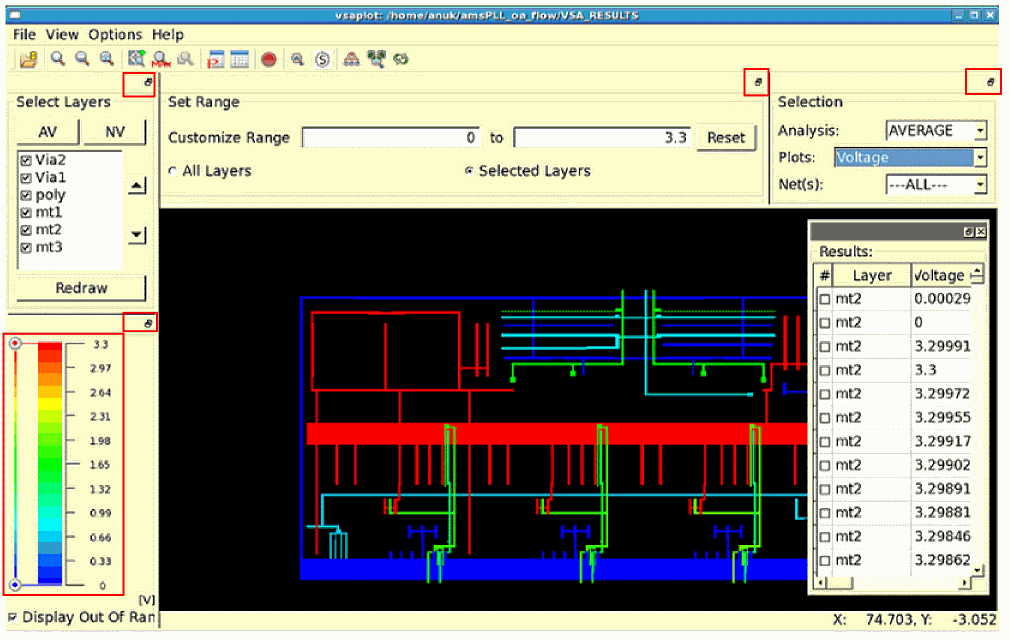 vsaplot: /home/anuk/amsPLL_oa_flow/VSA_RESULTS
File View Options Help
Select Layers
AV NV
Via2
Via1
poly
mt1
mt2
mt3
Redraw
Set Range
Customize Range 0 to 3.3 Reset
All Layers Selected Layers
Selection
Analysis: AVERAGE
Plots: Voltage
Net(s): ---ALL---
3.3
2.97
2.64
2.31
1.98
1.65
1.32
0.99
0.66
0.33
0
[V]
Display Out Of Ran
Results:
# Layer Voltage
mt2 0.00029
mt2 0
mt2 3.29991
mt2 3.3
mt2 3.29972
mt2 3.29955
mt2 3.29917
mt2 3.29902
mt2 3.29891
mt2 3.29881
mt2 3.29846
mt2 3.29862
X: 74.703, Y: -3.052